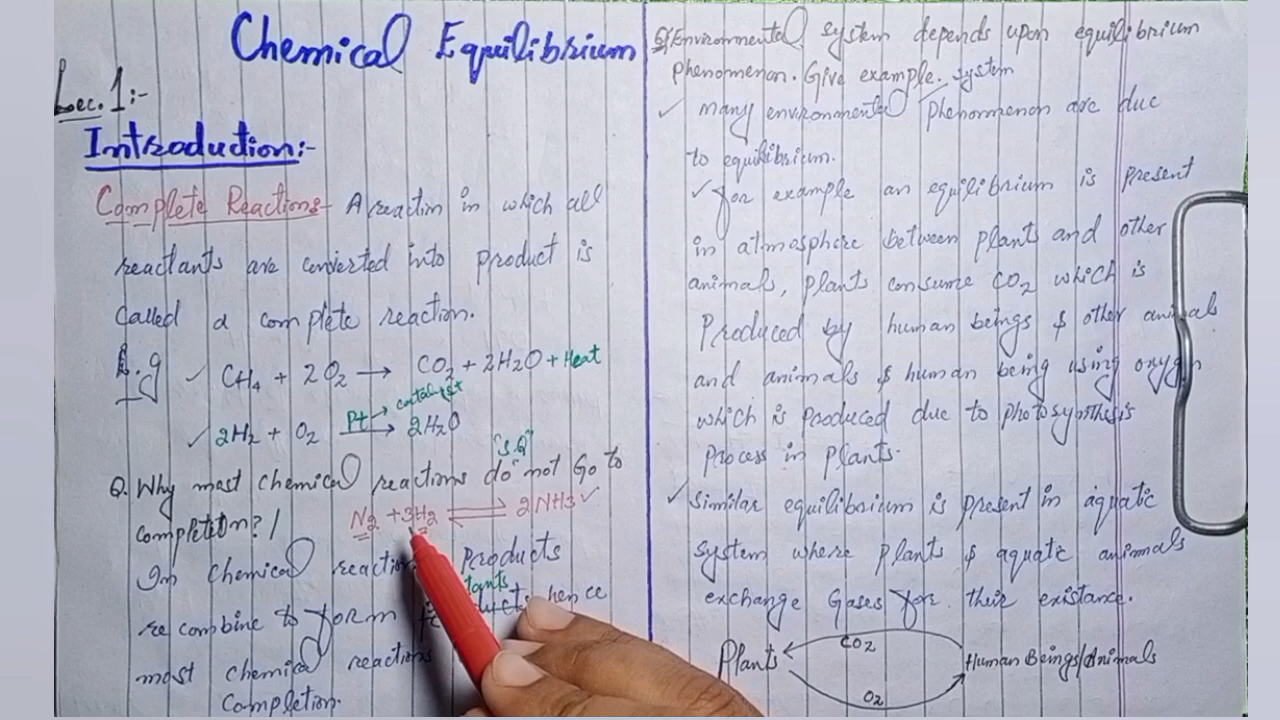 Chemical Equilibrium
Lec. 1:-
Introduction:-
Complete Reactions:- A reaction in which all
reactants are converted into product is
called a complete reaction.
E.g ✓ CH₄ + 2O₂ → CO₂ + 2H₂O + Heat
Pt → catalyst
✓ 2H₂ + O₂ → 2H₂O
"S.Q"
Q. Why most chemical reactions do not Go to
completion? /
N₂ + 3H₂ ⇌ 2NH3 ✓
In Chemical reaction Products
recombine to form hence
most chemical reactions
Completion.
Q/Environmental system depends upon equilibrium
phenomenon. Give example. system
✓ many environmental phenomenon are due
to equilibrium.
✓ for example an equilibrium is present
in atmosphere between plants and other
animals, plants consume CO₂ which is
Produced by human beings & other animals
and animals & human being using oxygen
which is produced due to photosynthesis
Process in plants.
✓ Similar equilibrium is present in aquatic
system where plants & aquatic animals
exchange Gases for their existance.
CO₂
Plants Human Beings/Animals
O₂